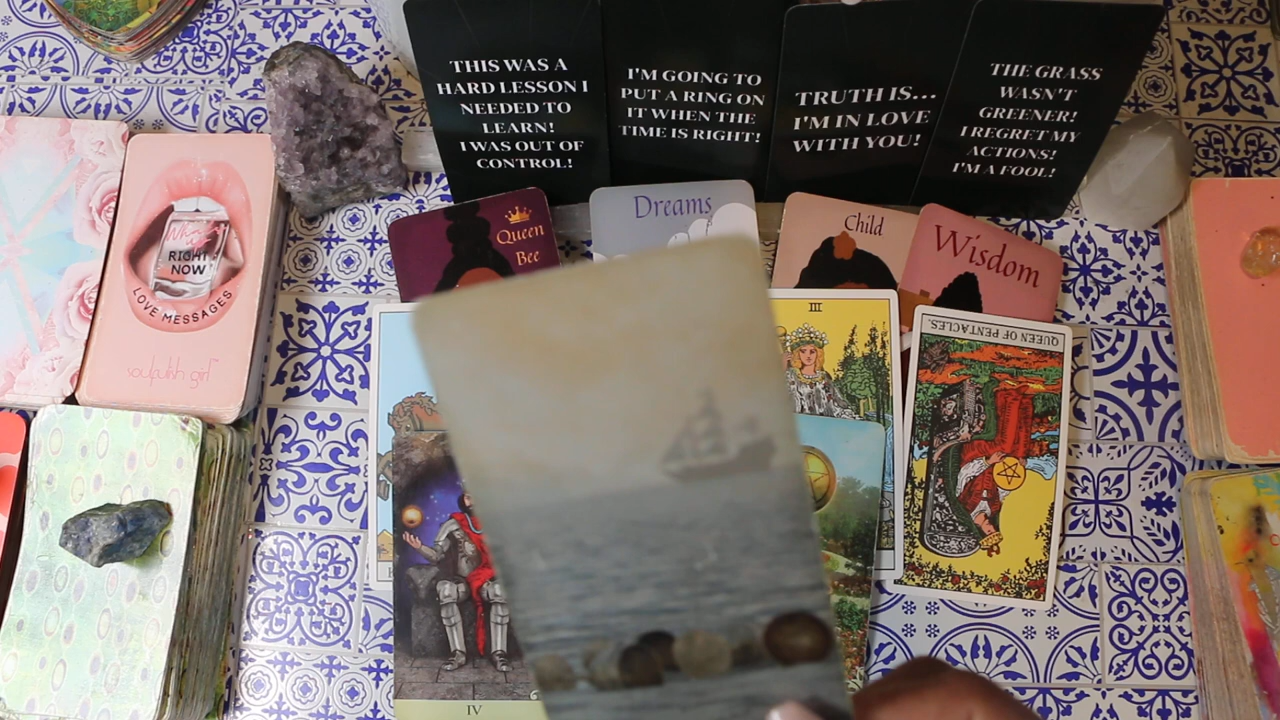 THIS WAS A
HARD LESSON I
NEEDED TO
LEARN!
I WAS OUT OF
CONTROL!
I'M GOING TO
PUT A RING ON
IT WHEN THE
TIME IS RIGHT!
TRUTH IS...
I'M IN LOVE
WITH YOU!
THE GRASS
WASN'T
GREENER!
I REGRET MY
ACTIONS!
I'M A FOOL!
Queen
Bee
Dreams
Child
Wisdom
RIGHT
NOW
LOVE MESSAGES
soulfulish girl
III
QUEEN OF PENTACLES.
IV